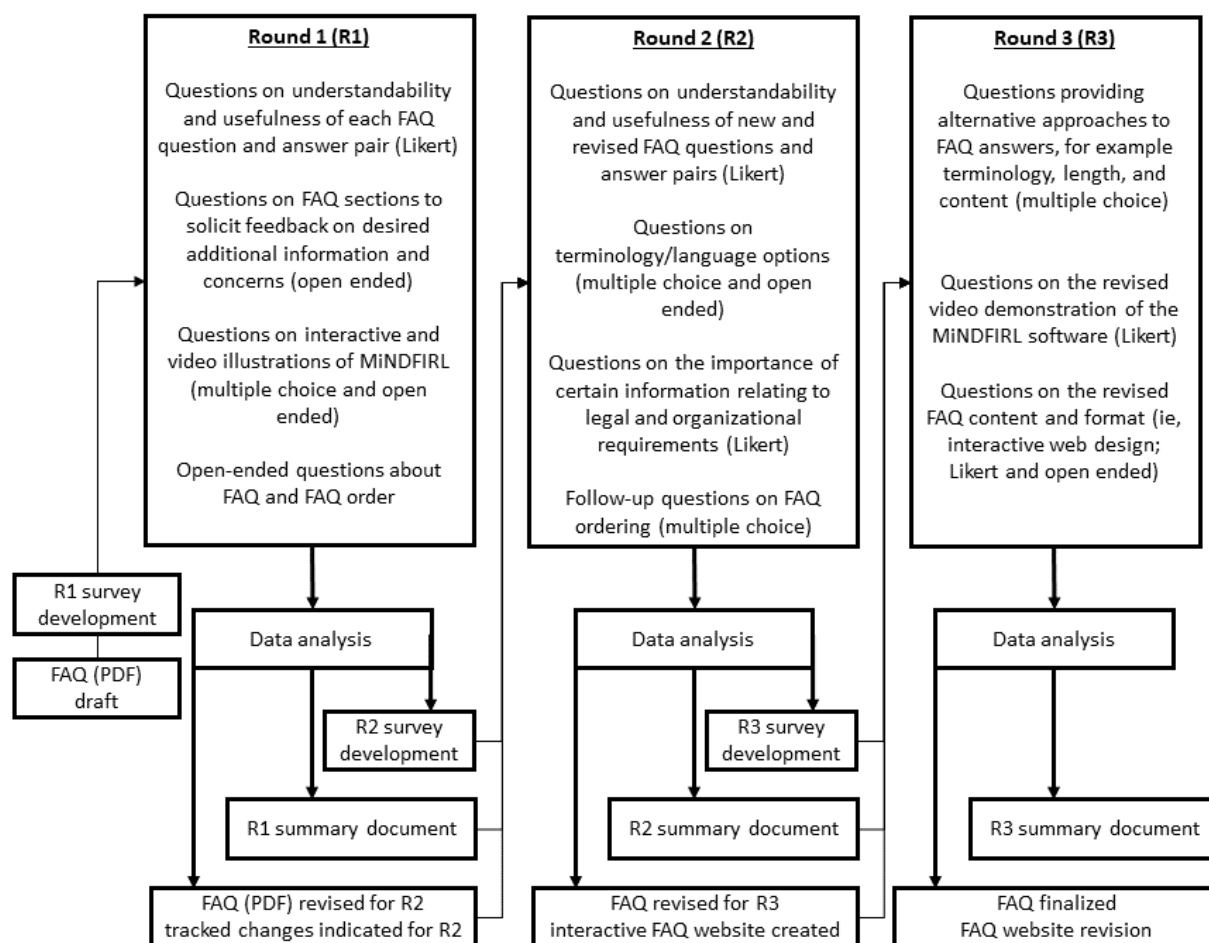 Round 1 (R1)
Questions on understandability
and usefulness of each FAQ
question and answer pair (Likert)
Questions on FAQ sections to
solicit feedback on desired
additional information and
concerns (open ended)
Questions on interactive and
video illustrations of MiNDFIRL
(multiple choice and open
ended)
Open-ended questions about
FAQ and FAQ order
Round 2 (R2)
Questions on understandability
and usefulness of new and
revised FAQ questions and
answer pairs (Likert)
Questions on
terminology/language options
(multiple choice and open
ended)
Questions on the importance of
certain information relating to
legal and organizational
requirements (Likert)
Follow-up questions on FAQ
ordering (multiple choice)
Round 3 (R3)
Questions providing
alternative approaches to
FAQ answers, for example
terminology, length, and
content (multiple choice)
Questions on the revised
video demonstration of the
MiNDFIRL software (Likert)
Questions on the revised
FAQ content and format (ie,
interactive web design;
Likert and open ended)
R1 survey
development
FAQ (PDF)
draft
Data analysis
R2 survey
development
R1 summary document
FAQ (PDF) revised for R2
tracked changes indicated for R2
Data analysis
R3 survey
development
R2 summary document
FAQ revised for R3
interactive FAQ website created
Data analysis
R3 summary document
FAQ finalized
FAQ website revision